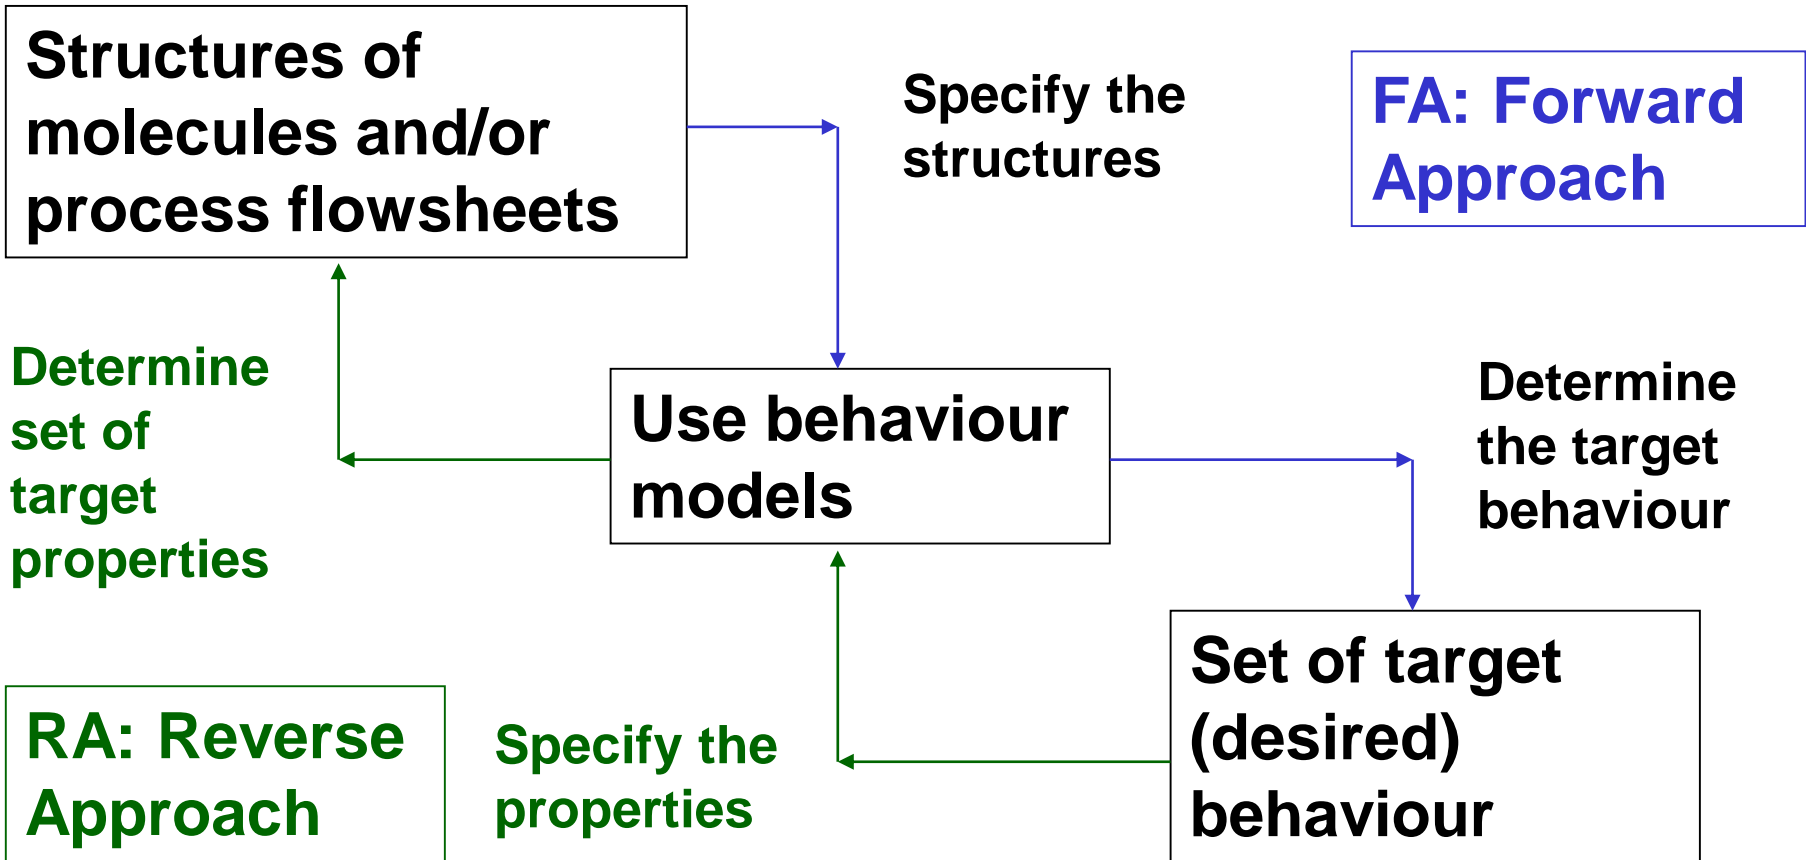 Structures of
molecules and/or
process flowsheets
Specify the
structures
FA: Forward
Approach
Determine
set of
target
properties
Use behaviour
models
Determine
the target
behaviour
RA: Reverse
Approach
Specify the
properties
Set of target
(desired)
behaviour